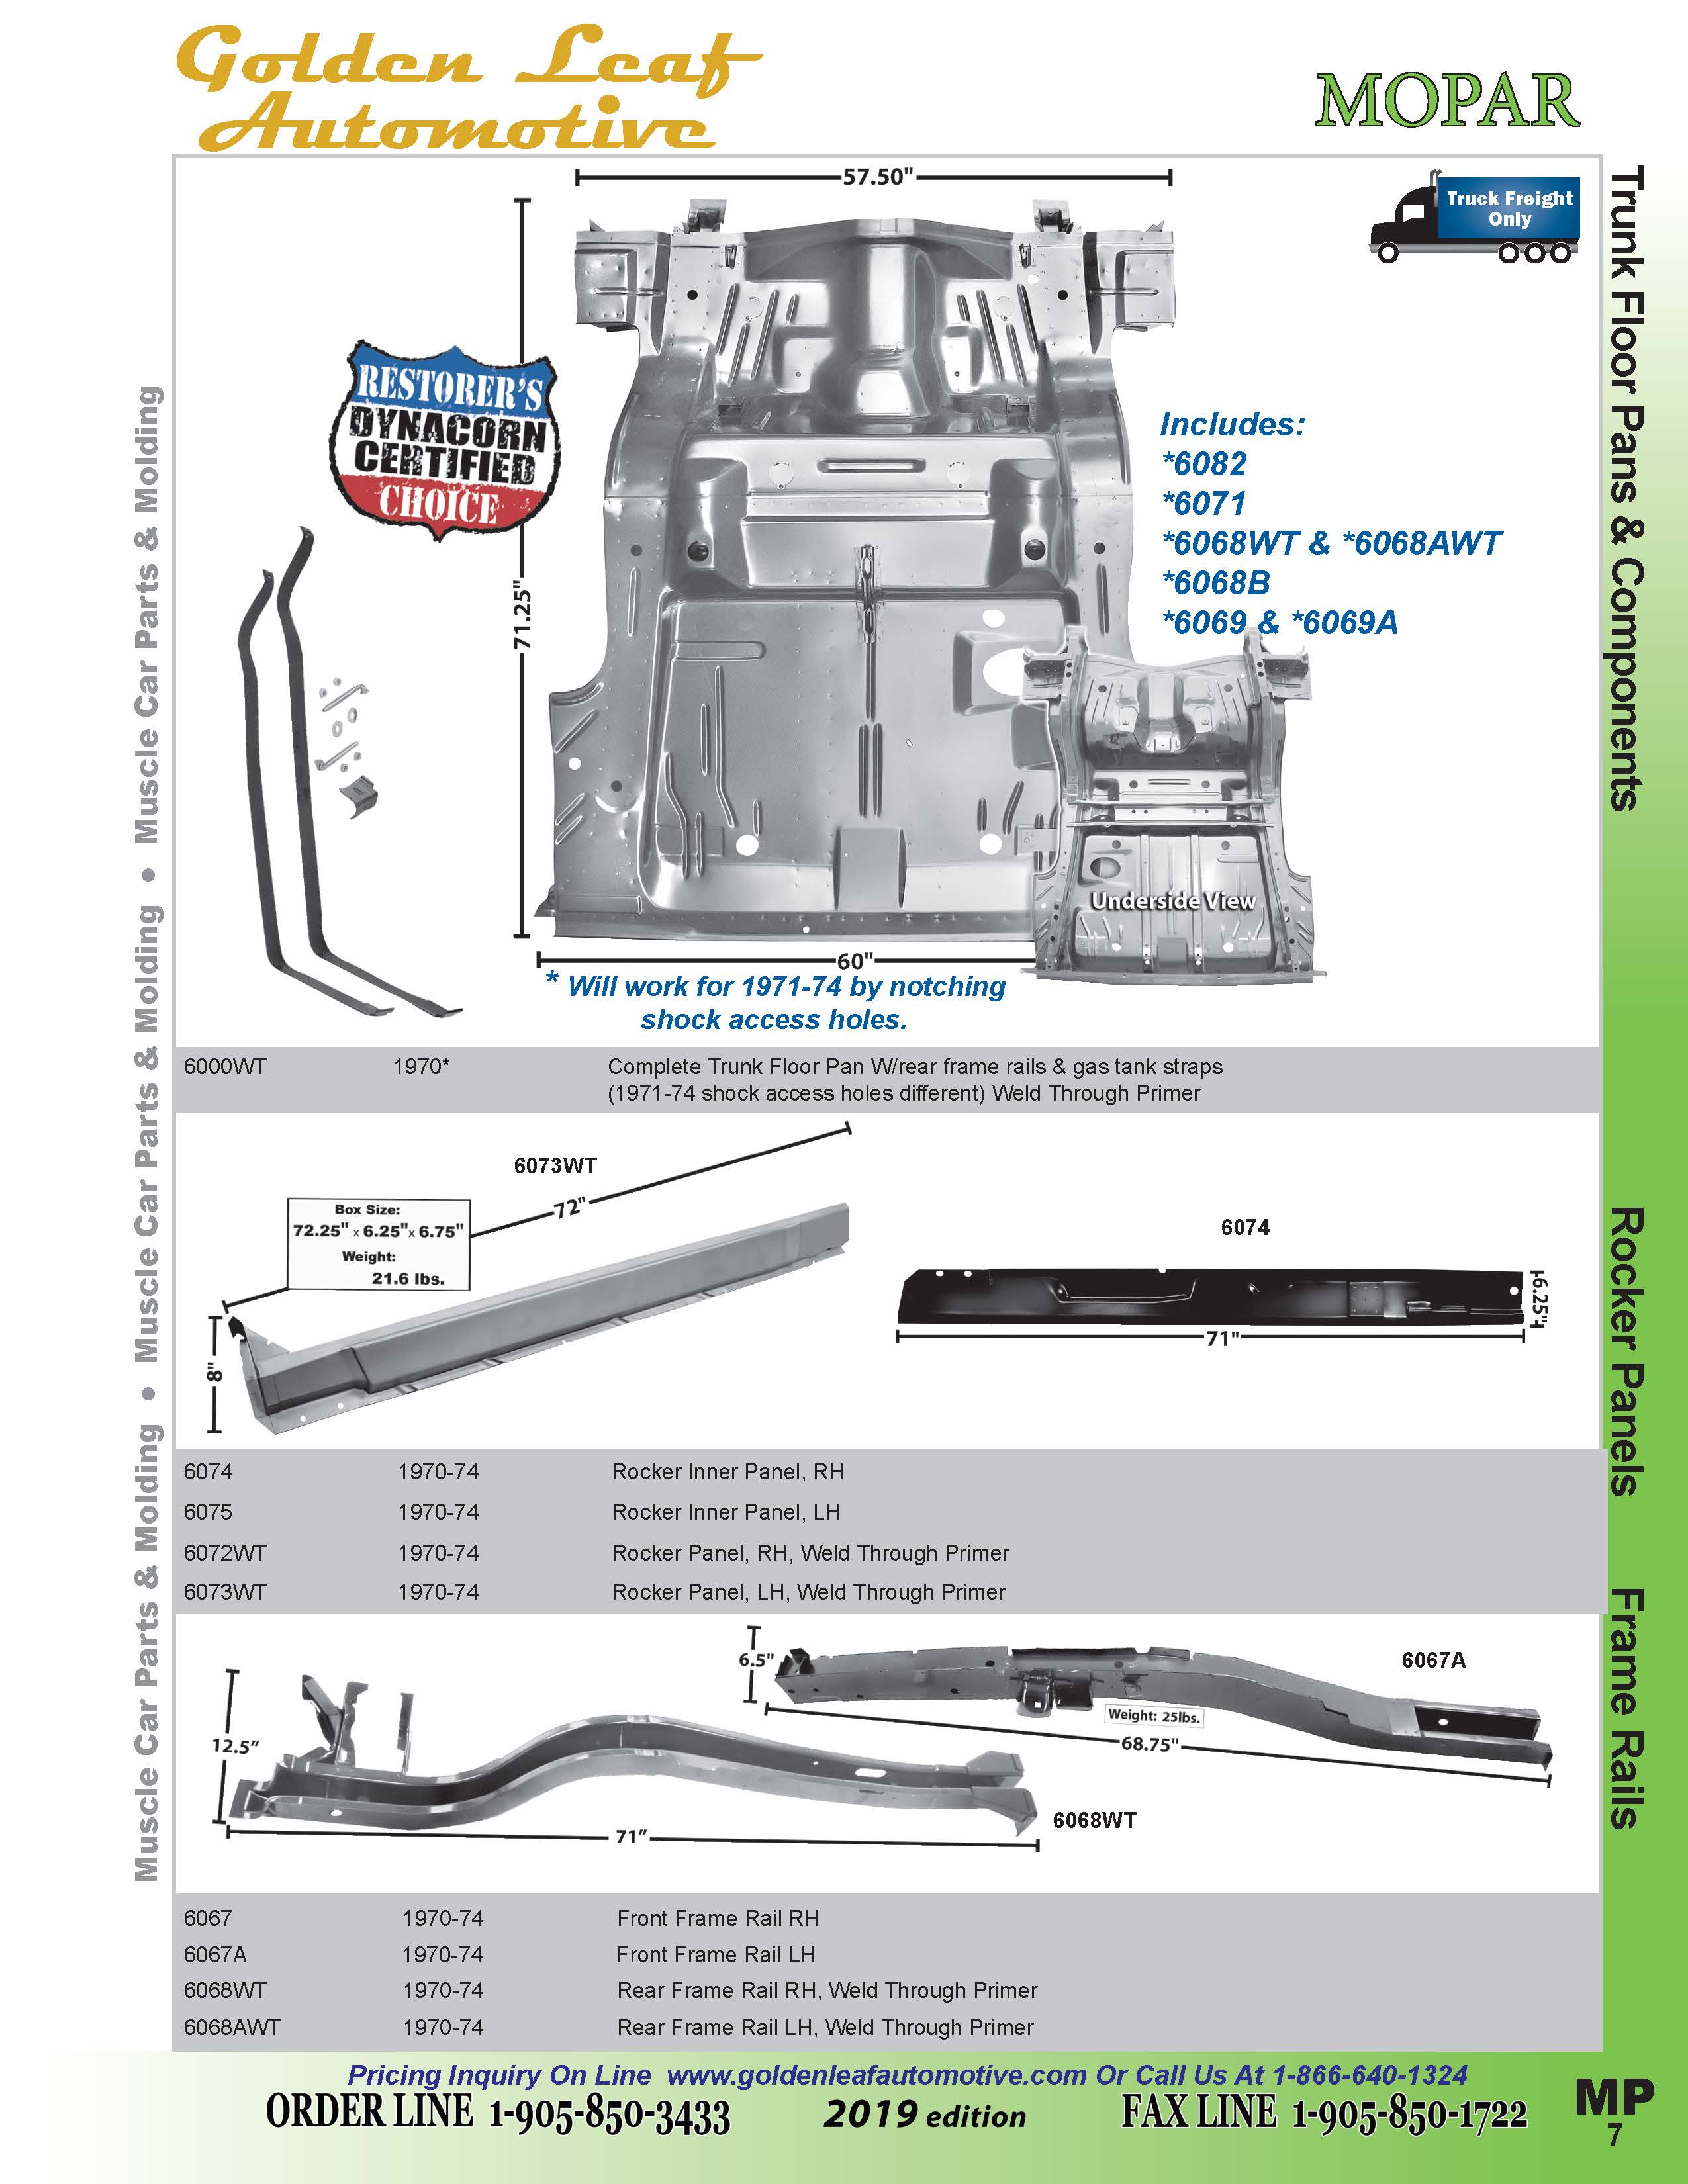 Golden Leaf
Automotive
MOPAR
57.50"
Truck Freight
Only
RESTORER'S
DYNACORN
CERTIFIED
CHOICE
71.25"
Includes:
*6082
*6071
*6068WT & *6068AWT
*6068B
*6069 & *6069A
Underside View
60"
* Will work for 1971-74 by notching
shock access holes.
6000WT 1970* Complete Trunk Floor Pan W/rear frame rails & gas tank straps
(1971-74 shock access holes different) Weld Through Primer
6073WT
72"
Box Size:
72.25" x 6.25" x 6.75"
Weight:
21.6 lbs.
8"
6074
6.25"
71"
6074 1970-74 Rocker Inner Panel, RH
6075 1970-74 Rocker Inner Panel, LH
6072WT 1970-74 Rocker Panel, RH, Weld Through Primer
6073WT 1970-74 Rocker Panel, LH, Weld Through Primer
6.5"
6067A
Weight: 25lbs.
68.75"
12.5"
6068WT
71"
6067 1970-74 Front Frame Rail RH
6067A 1970-74 Front Frame Rail LH
6068WT 1970-74 Rear Frame Rail RH, Weld Through Primer
6068AWT 1970-74 Rear Frame Rail LH, Weld Through Primer
Muscle Car Parts & Molding • Muscle Car Parts & Molding • Muscle Car Parts & Molding
Trunk Floor Pans & Components
Rocker Panels
Frame Rails
Pricing Inquiry On Line www.goldenleafautomotive.com Or Call Us At 1-866-640-1324
ORDER LINE 1-905-850-3433 2019 edition FAX LINE 1-905-850-1722
MP
7